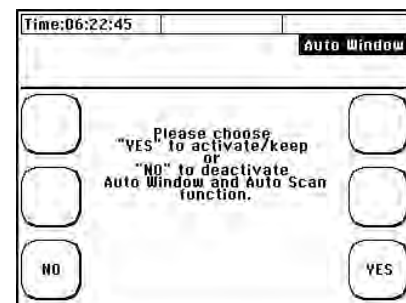 Time:06:22:45
Auto Window
Please choose
"YES" to activate/keep
or
"NO" to deactivate
Auto Window and Auto Scan
function.
NO
YES